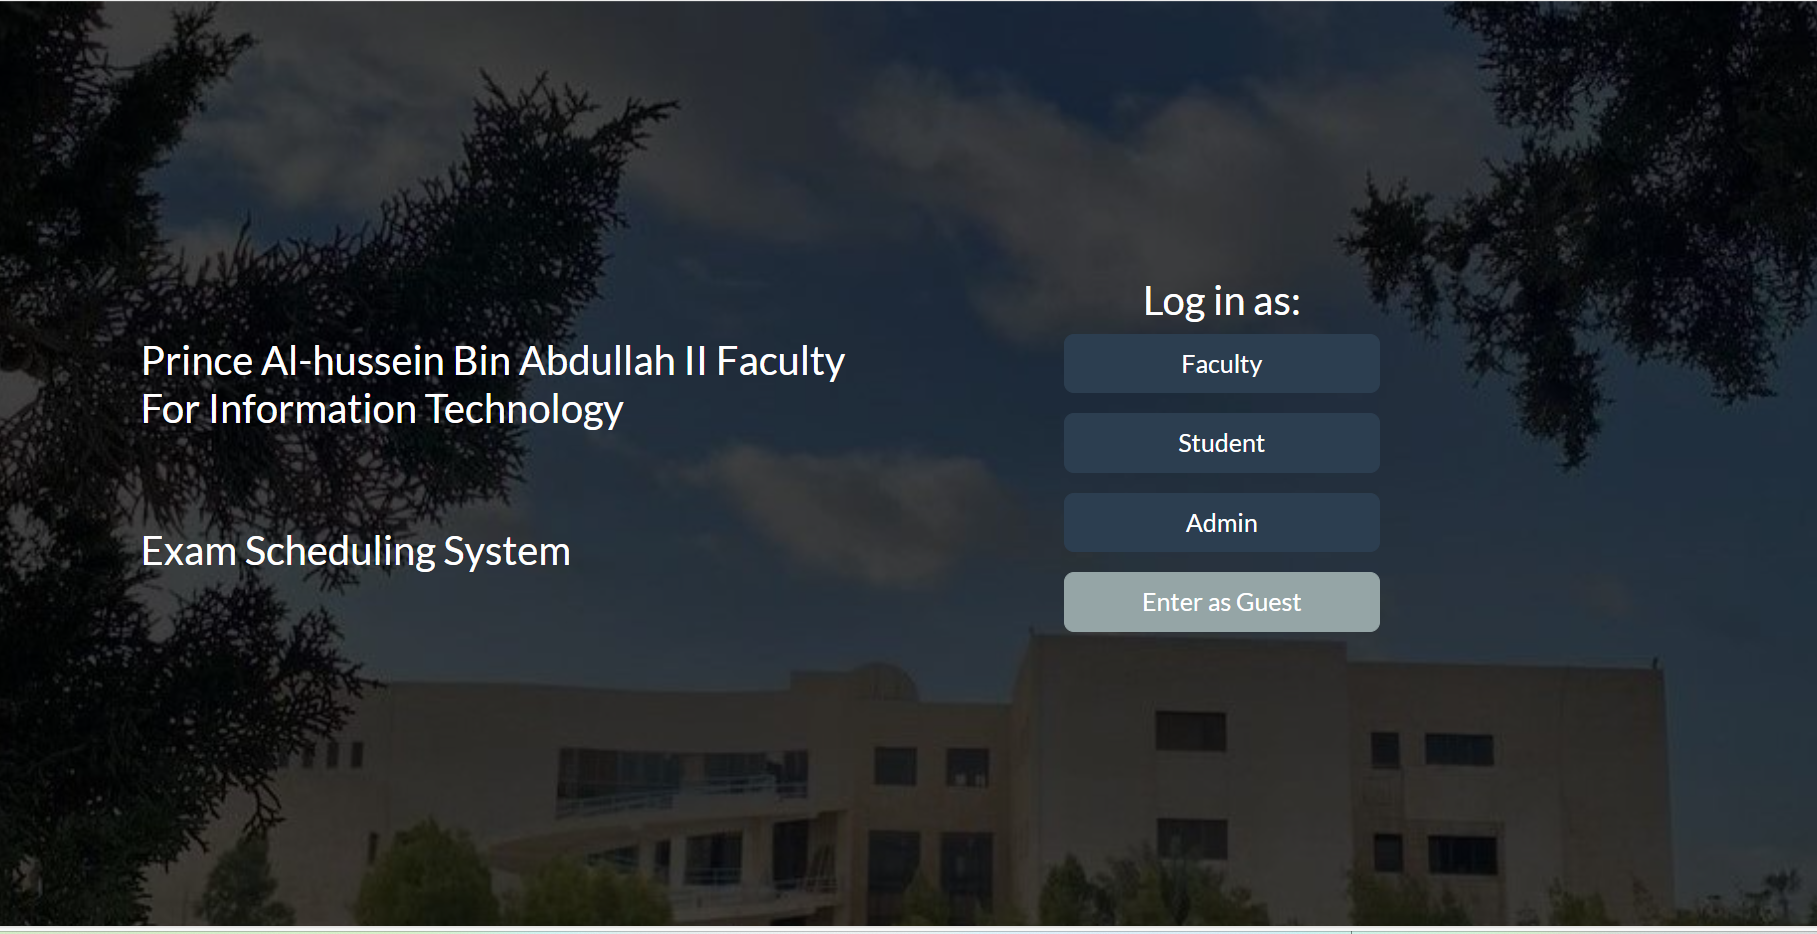 Prince Al-hussein Bin Abdullah II Faculty
For Information Technology
Exam Scheduling System
Log in as:
Faculty
Student
Admin
Enter as Guest